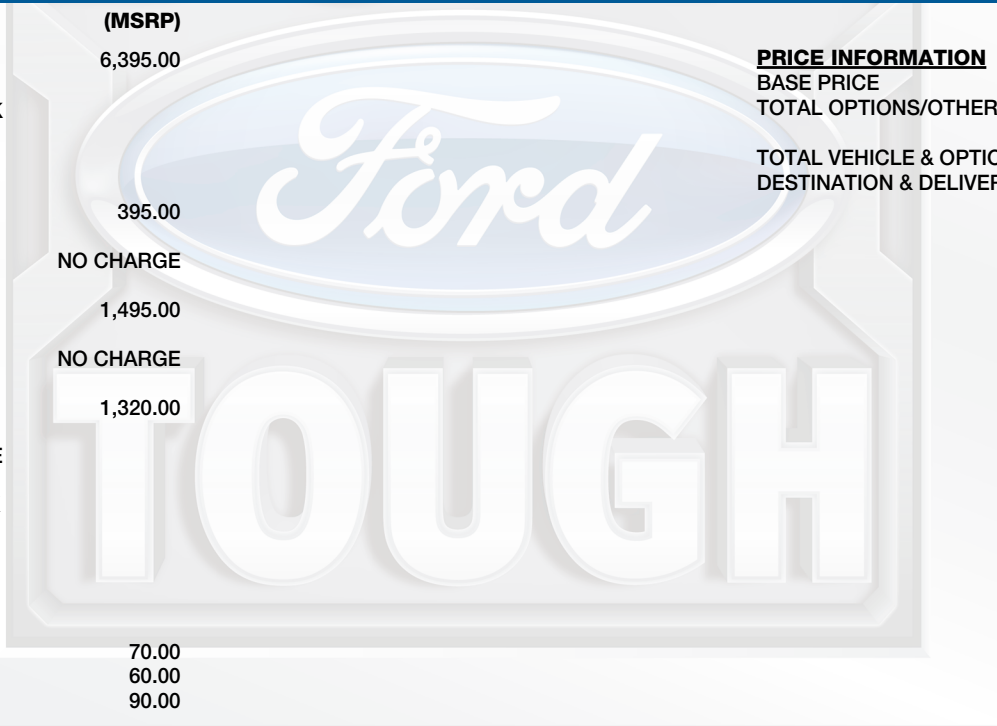 (MSRP)
6,395.00
395.00
NO CHARGE
1,495.00
NO CHARGE
1,320.00
70.00
60.00
90.00
PRICE INFORMATION
BASE PRICE
TOTAL OPTIONS/OTHER
TOTAL VEHICLE & OPTIO
DESTINATION & DELIVER
Ford
TOUGH